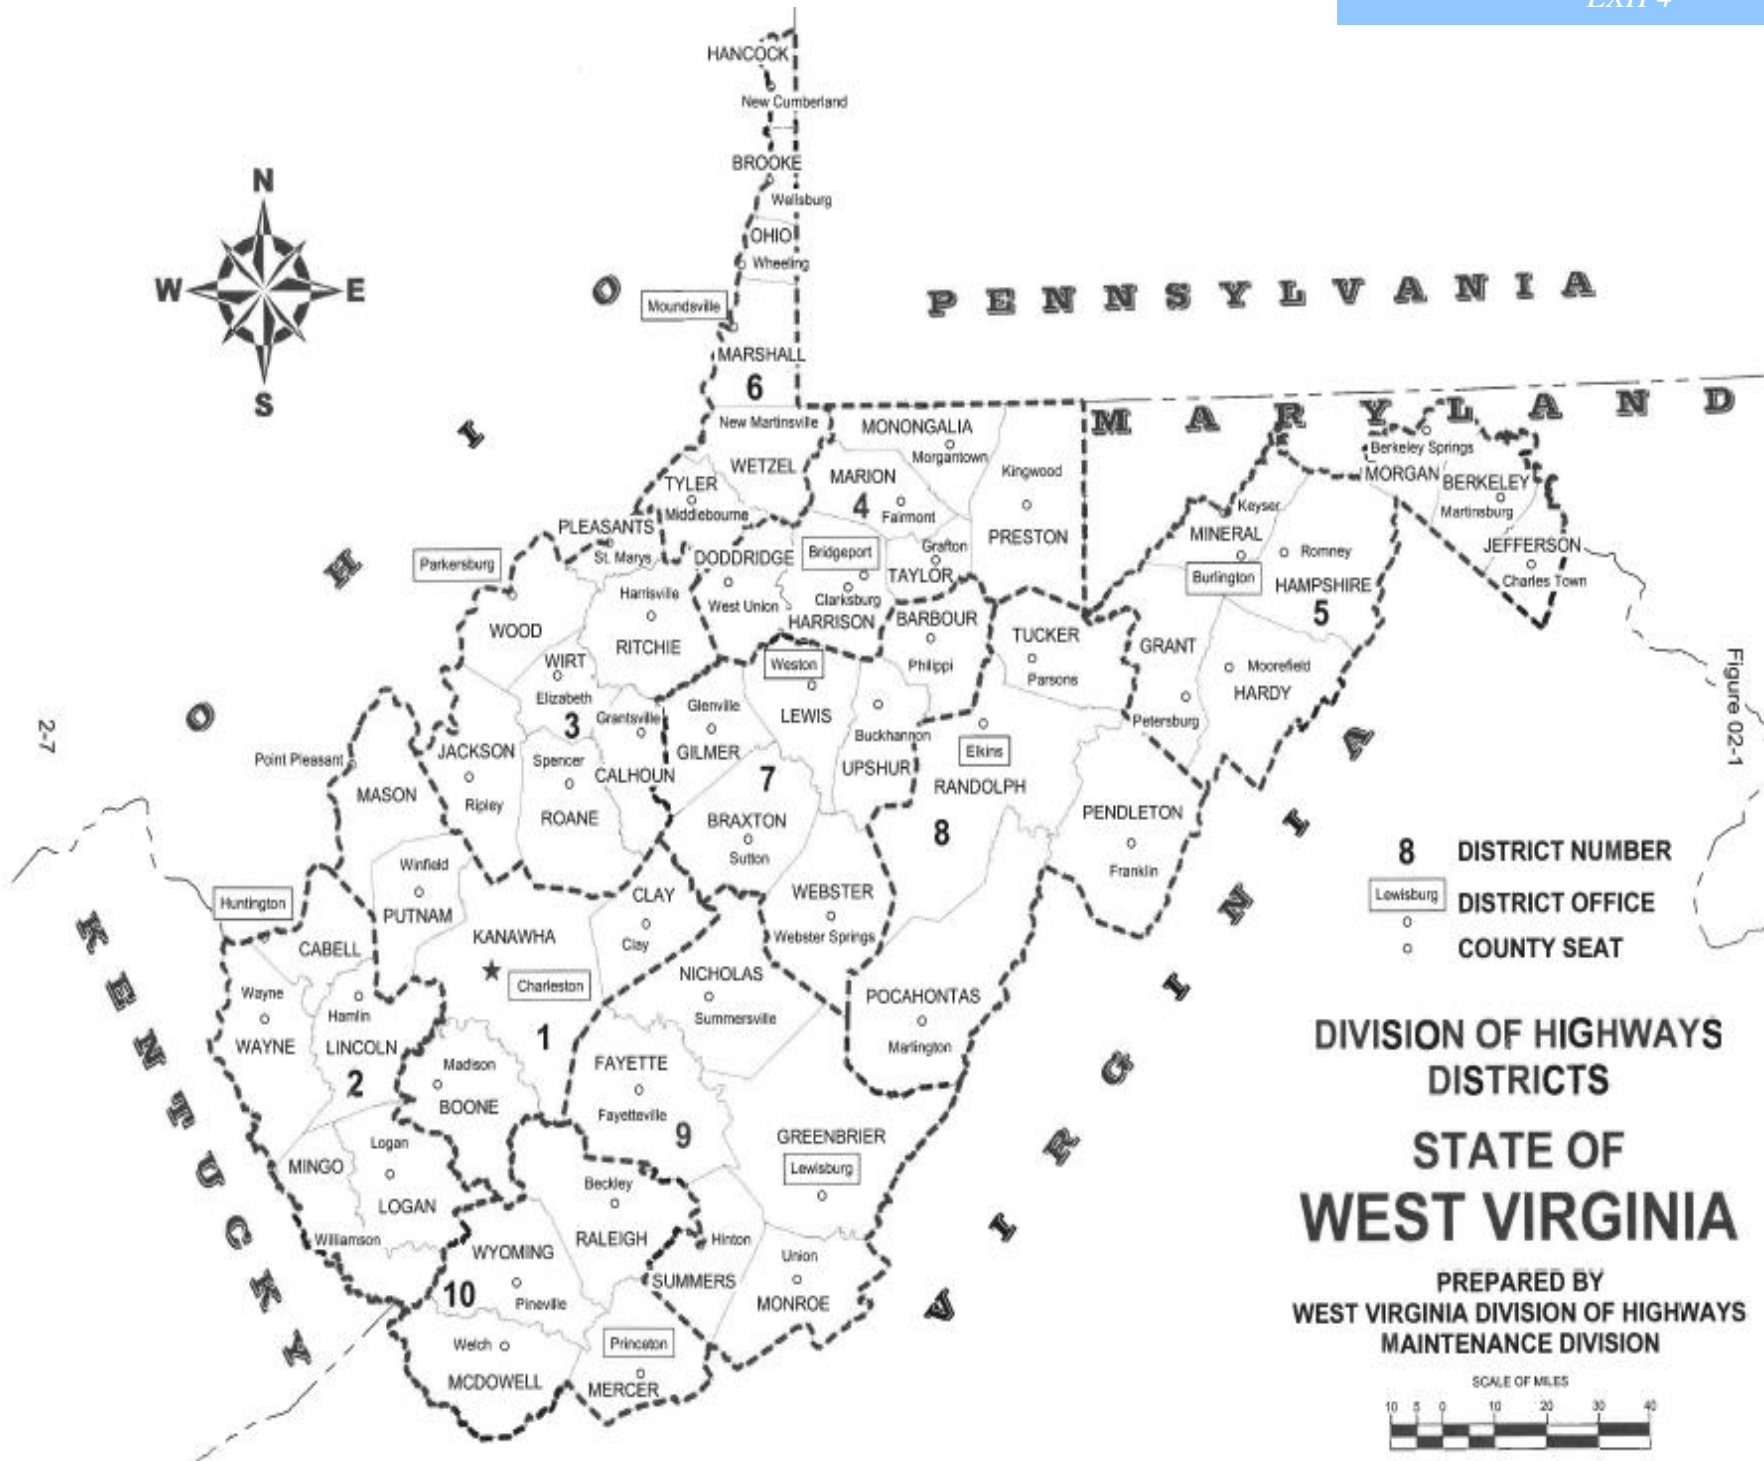 EXIT 4
HANCOCK
New Cumberland
BROOKE
Wellsburg
OHIO
Wheeling
N
W
E
S
OHIO
PENNSYLVANIA
Moundsville
MARSHALL
6
MARYLAND
New Martinsville
WETZEL
TYLER
Middlebourne
MONONGALIA
Morgantown
MARION
4
Fairmont
Kingwood
PRESTON
Berkeley Springs
MORGAN
BERKELEY
Martinsburg
JEFFERSON
Charles Town
Keyser
MINERAL
Burlington
Romney
HAMPSHIRE
5
PLEASANTS
St. Marys
Parkersburg
DODDRIDGE
West Union
Bridgeport
Clarksburg
HARRISON
Grafton
TAYLOR
Harrisville
RITCHIE
WOOD
WIRT
Elizabeth
3
Grantsville
BARBOUR
Philippi
TUCKER
Parsons
GRANT
Petersburg
Moorefield
HARDY
Figure 02-1
2-7
Weston
LEWIS
Glenville
GILMER
7
Buckhannon
UPSHUR
Elkins
RANDOLPH
8
Point Pleasant
MASON
JACKSON
Ripley
Spencer
ROANE
CALHOUN
BRAXTON
Sutton
PENDLETON
Franklin
Winfield
PUTNAM
CLAY
Clay
WEBSTER
Webster Springs
Huntington
CABELL
KANAWHA
Charleston
1
NICHOLAS
Summersville
POCAHONTAS
Marlington
Wayne
WAYNE
Hamlin
LINCOLN
2
Madison
BOONE
FAYETTE
Fayetteville
9
GREENBRIER
Lewisburg
KENTUCKY
VIRGINIA
MINGO
Logan
LOGAN
Williamson
Beckley
RALEIGH
WYOMING
Pineville
10
Hinton
SUMMERS
Union
MONROE
Welch
MCDOWELL
Princeton
MERCER
8 DISTRICT NUMBER
Lewisburg DISTRICT OFFICE
COUNTY SEAT
DIVISION OF HIGHWAYS
DISTRICTS
STATE OF
WEST VIRGINIA
PREPARED BY
WEST VIRGINIA DIVISION OF HIGHWAYS
MAINTENANCE DIVISION
SCALE OF MILES
10 5 0 10 20 30 40